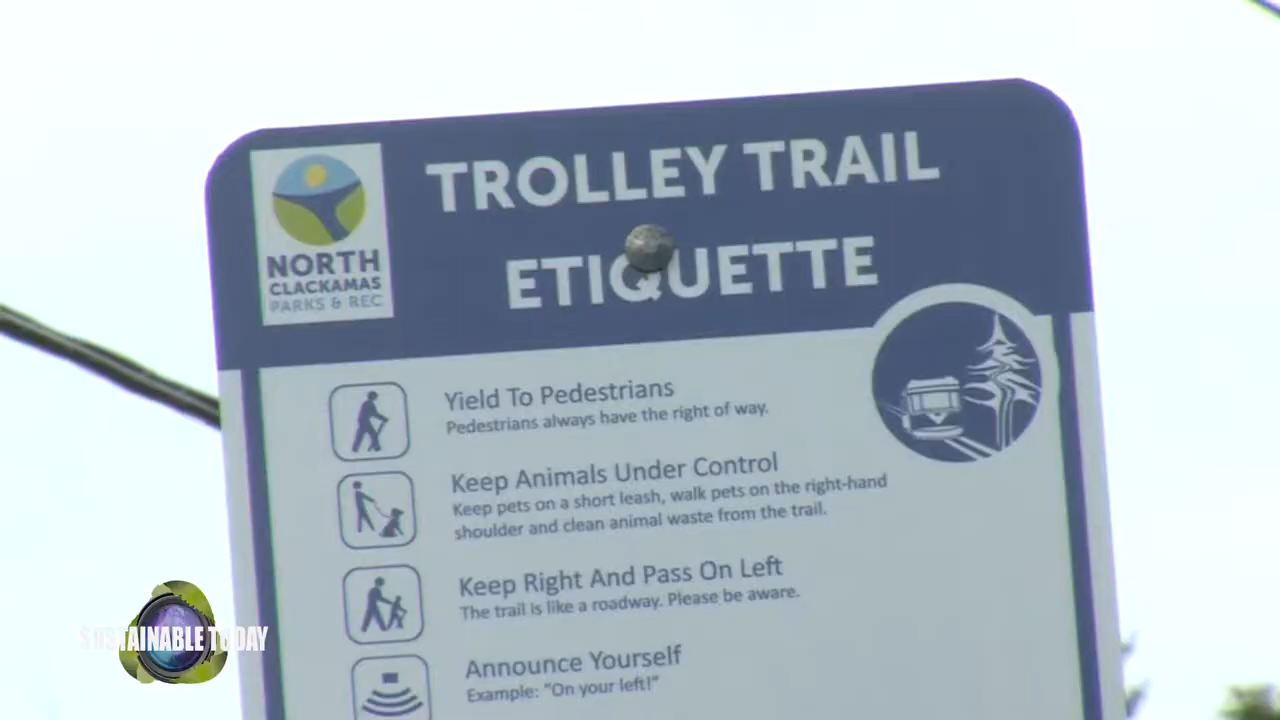 TROLLEY TRAIL
ETIQUETTE
NORTH
CLACKAMAS
PARKS & REC
Yield To Pedestrians
Pedestrians always have the right of way.
Keep Animals Under Control
Keep pets on a short leash, walk pets on the right-hand
shoulder and clean animal waste from the trail.
Keep Right And Pass On Left
The trail is like a roadway. Please be aware.
Announce Yourself
Example: "On your left!"
SUSTAINABLE TODAY